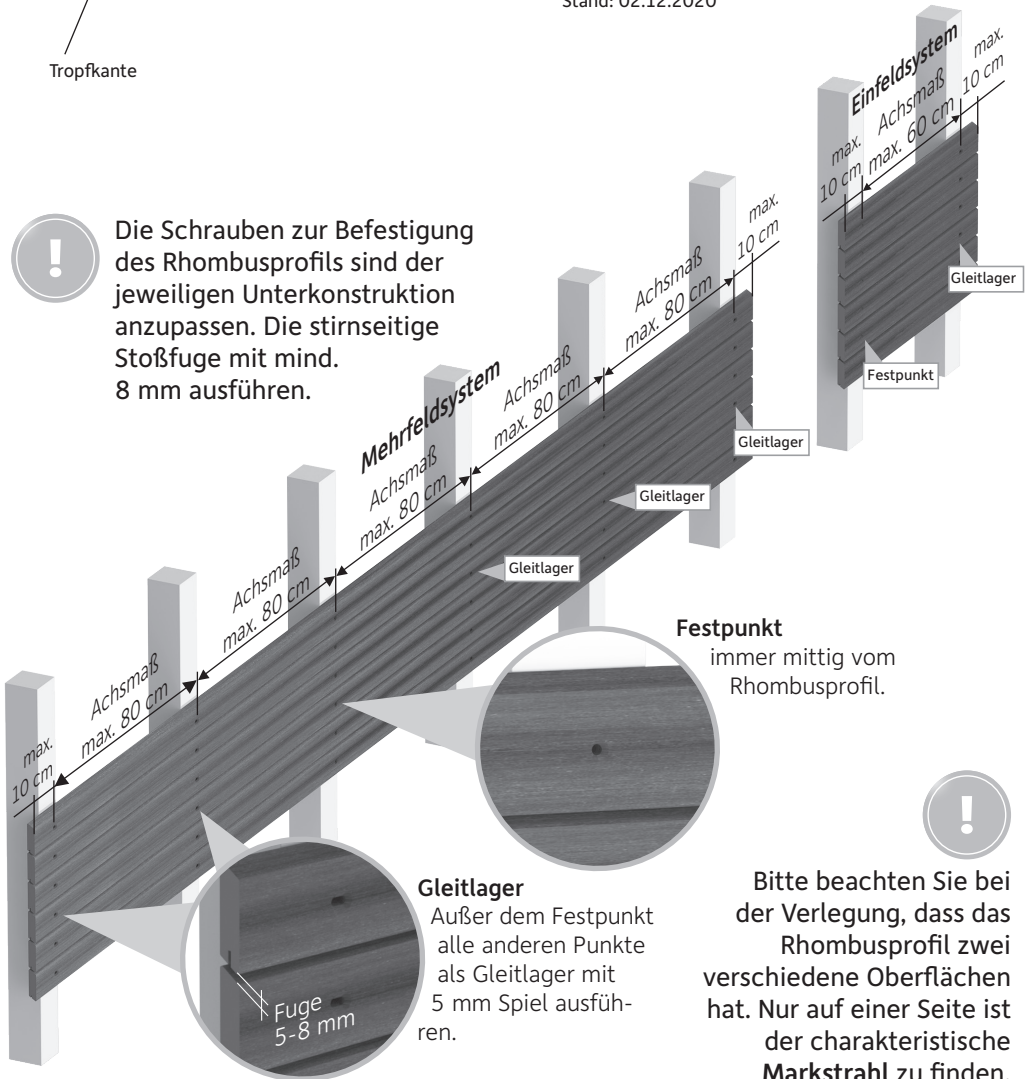 Stand: 02.12.2020
Tropfkante
Einfeldsystem
max.
10 cm
Achsmaß
max. 60 cm
max.
10 cm
Gleitlager
Festpunkt
!
Die Schrauben zur Befestigung
des Rhombusprofils sind der
jeweiligen Unterkonstruktion
anzupassen. Die stirnseitige
Stoßfuge mit mind.
8 mm ausführen.
Mehrfeldsystem
max.
10 cm
Achsmaß
max. 80 cm
Achsmaß
max. 80 cm
Achsmaß
max. 80 cm
Achsmaß
max. 80 cm
Achsmaß
max. 80 cm
max.
10 cm
Gleitlager
Gleitlager
Gleitlager
Festpunkt
immer mittig vom
Rhombusprofil.
Gleitlager
Außer dem Festpunkt
alle anderen Punkte
als Gleitlager mit
5 mm Spiel ausfüh-
ren.
Fuge
5-8 mm
!
Bitte beachten Sie bei
der Verlegung, dass das
Rhombusprofil zwei
verschiedene Oberflächen
hat. Nur auf einer Seite ist
der charakteristische
Markstrahl zu finden.